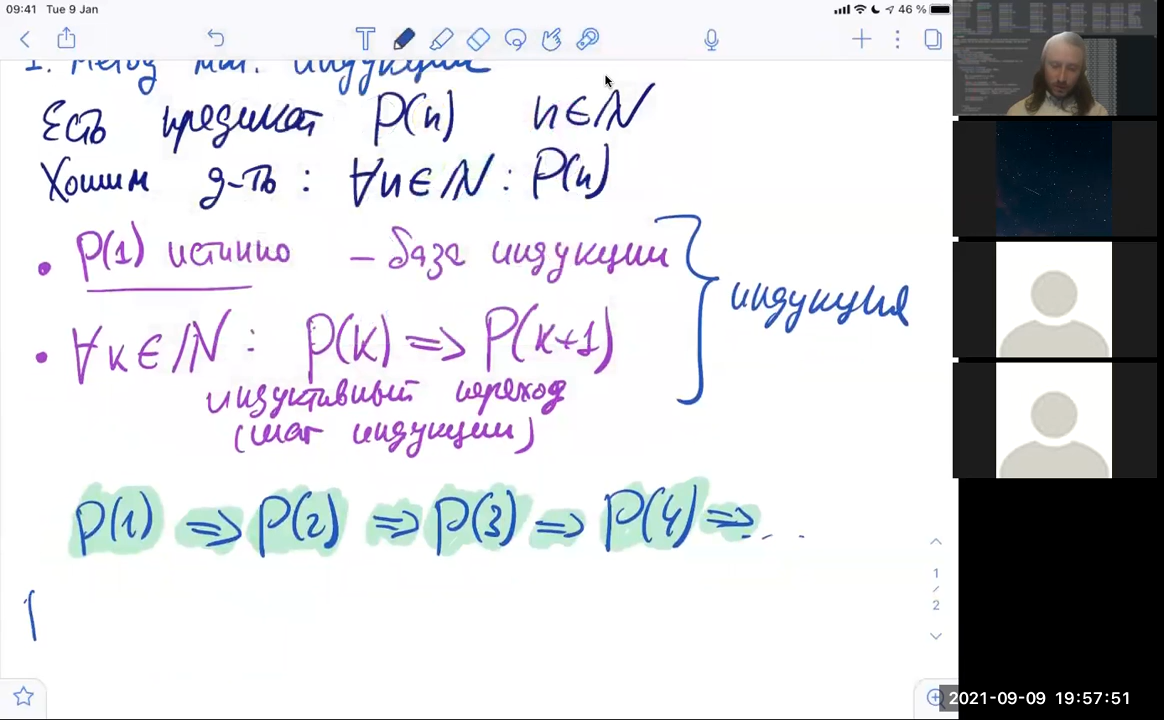 09:41 Tue 9 Jan
46 %
1. Метод мат. индукции
Есть предикат P(n) n∈ℕ
Хотим д-ть : ∀n∈ℕ : P(n)
• P(1) истинно – база индукции
индукция
• ∀k∈ℕ : P(k) => P(k+1)
индуктивный переход
(шаг индукции)
P(1) => P(2) => P(3) => P(4) => ...
1
/
2
2021-09-09 19:57:51